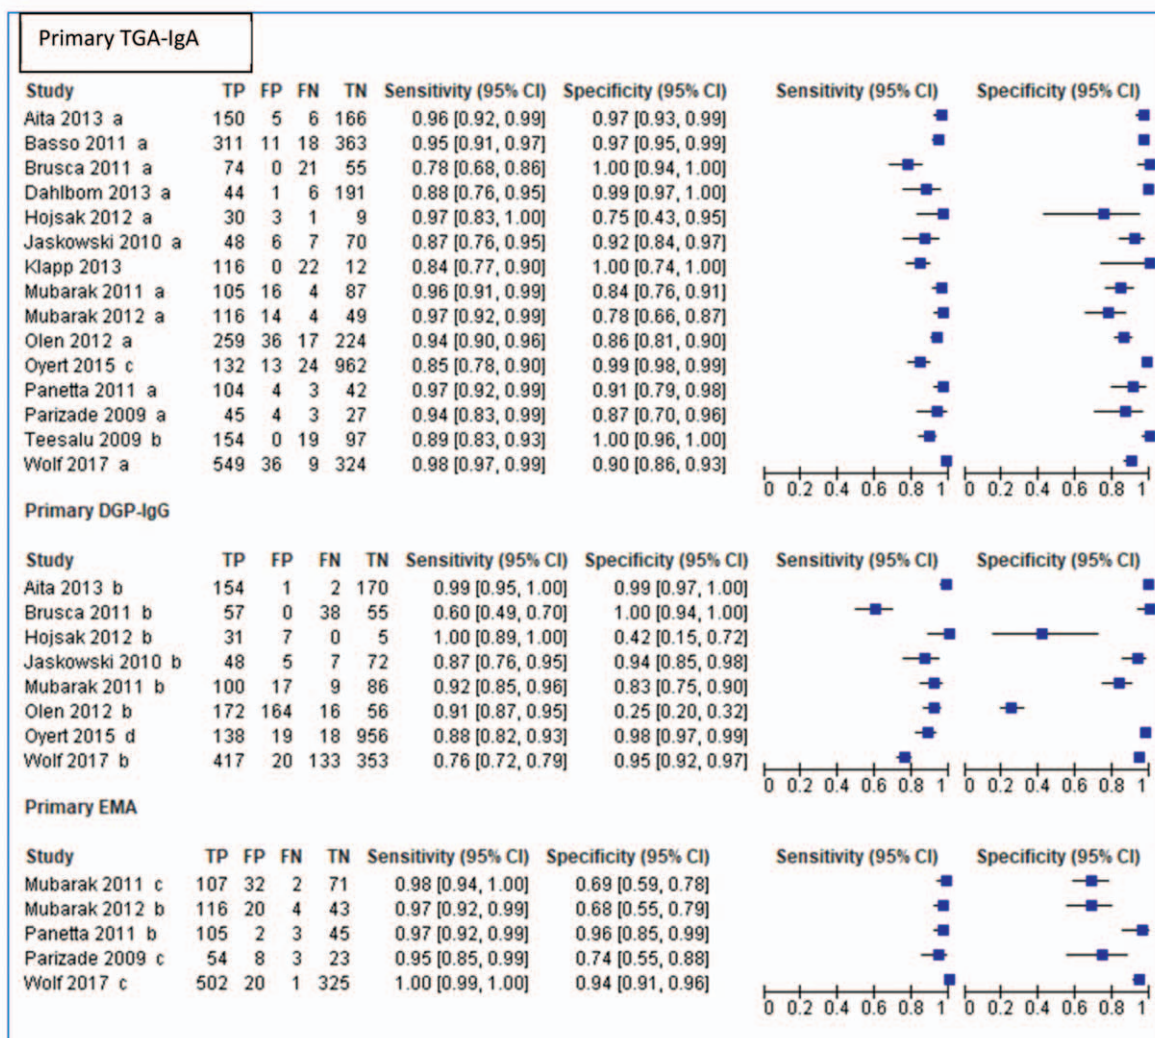 Primary TGA-IgA
Study TP FP FN TN Sensitivity (95% CI) Specificity (95% CI) Sensitivity (95% CI) Specificity (95% CI)
Aita 2013 a 150 5 6 166 0.96 [0.92, 0.99] 0.97 [0.93, 0.99]
Basso 2011 a 311 11 18 363 0.95 [0.91, 0.97] 0.97 [0.95, 0.99]
Brusca 2011 a 74 0 21 55 0.78 [0.68, 0.86] 1.00 [0.94, 1.00]
Dahlbom 2013 a 44 1 6 191 0.88 [0.76, 0.95] 0.99 [0.97, 1.00]
Hojsak 2012 a 30 3 1 9 0.97 [0.83, 1.00] 0.75 [0.43, 0.95]
Jaskowski 2010 a 48 6 7 70 0.87 [0.76, 0.95] 0.92 [0.84, 0.97]
Klapp 2013 116 0 22 12 0.84 [0.77, 0.90] 1.00 [0.74, 1.00]
Mubarak 2011 a 105 16 4 87 0.96 [0.91, 0.99] 0.84 [0.76, 0.91]
Mubarak 2012 a 116 14 4 49 0.97 [0.92, 0.99] 0.78 [0.66, 0.87]
Olen 2012 a 259 36 17 224 0.94 [0.90, 0.96] 0.86 [0.81, 0.90]
Oyert 2015 c 132 13 24 962 0.85 [0.78, 0.90] 0.99 [0.98, 0.99]
Panetta 2011 a 104 4 3 42 0.97 [0.92, 0.99] 0.91 [0.79, 0.98]
Parizade 2009 a 45 4 3 27 0.94 [0.83, 0.99] 0.87 [0.70, 0.96]
Teesalu 2009 b 154 0 19 97 0.89 [0.83, 0.93] 1.00 [0.96, 1.00]
Wolf 2017 a 549 36 9 324 0.98 [0.97, 0.99] 0.90 [0.86, 0.93]
0 0.2 0.4 0.6 0.8 1 0 0.2 0.4 0.6 0.8 1
Primary DGP-IgG
Study TP FP FN TN Sensitivity (95% CI) Specificity (95% CI) Sensitivity (95% CI) Specificity (95% CI)
Aita 2013 b 154 1 2 170 0.99 [0.95, 1.00] 0.99 [0.97, 1.00]
Brusca 2011 b 57 0 38 55 0.60 [0.49, 0.70] 1.00 [0.94, 1.00]
Hojsak 2012 b 31 7 0 5 1.00 [0.89, 1.00] 0.42 [0.15, 0.72]
Jaskowski 2010 b 48 5 7 72 0.87 [0.76, 0.95] 0.94 [0.85, 0.98]
Mubarak 2011 b 100 17 9 86 0.92 [0.85, 0.96] 0.83 [0.75, 0.90]
Olen 2012 b 172 164 16 56 0.91 [0.87, 0.95] 0.25 [0.20, 0.32]
Oyert 2015 d 138 19 18 956 0.88 [0.82, 0.93] 0.98 [0.97, 0.99]
Wolf 2017 b 417 20 133 353 0.76 [0.72, 0.79] 0.95 [0.92, 0.97]
0 0.2 0.4 0.6 0.8 1 0 0.2 0.4 0.6 0.8 1
Primary EMA
Study TP FP FN TN Sensitivity (95% CI) Specificity (95% CI) Sensitivity (95% CI) Specificity (95% CI)
Mubarak 2011 c 107 32 2 71 0.98 [0.94, 1.00] 0.69 [0.59, 0.78]
Mubarak 2012 b 116 20 4 43 0.97 [0.92, 0.99] 0.68 [0.55, 0.79]
Panetta 2011 b 105 2 3 45 0.97 [0.92, 0.99] 0.96 [0.85, 0.99]
Parizade 2009 c 54 8 3 23 0.95 [0.85, 0.99] 0.74 [0.55, 0.88]
Wolf 2017 c 502 20 1 325 1.00 [0.99, 1.00] 0.94 [0.91, 0.96]
0 0.2 0.4 0.6 0.8 1 0 0.2 0.4 0.6 0.8 1